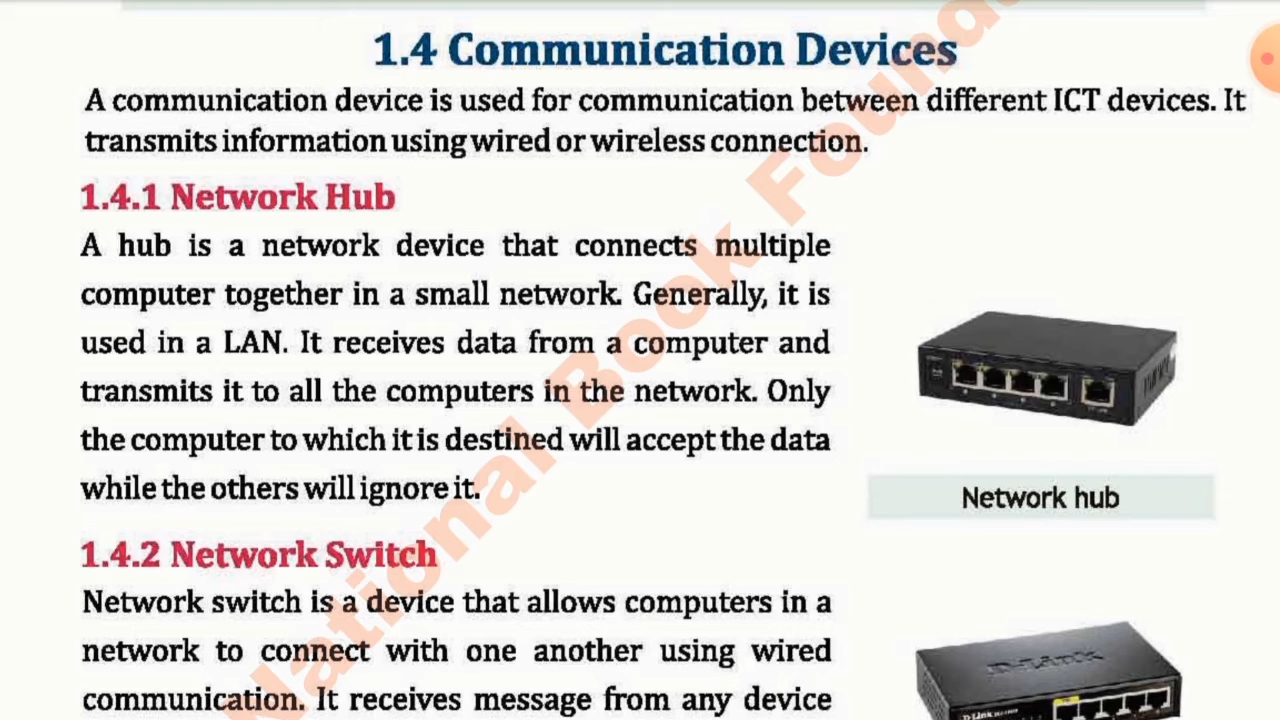 1.4 Communication Devices
A communication device is used for communication between different ICT devices. It
transmits information using wired or wireless connection.
1.4.1 Network Hub
A hub is a network device that connects multiple
computer together in a small network. Generally, it is
used in a LAN. It receives data from a computer and
transmits it to all the computers in the network. Only
the computer to which it is destined will accept the data
while the others will ignore it.
Network hub
1.4.2 Network Switch
Network switch is a device that allows computers in a
network to connect with one another using wired
communication. It receives message from any device
D-Link
D-Link
National Book Found